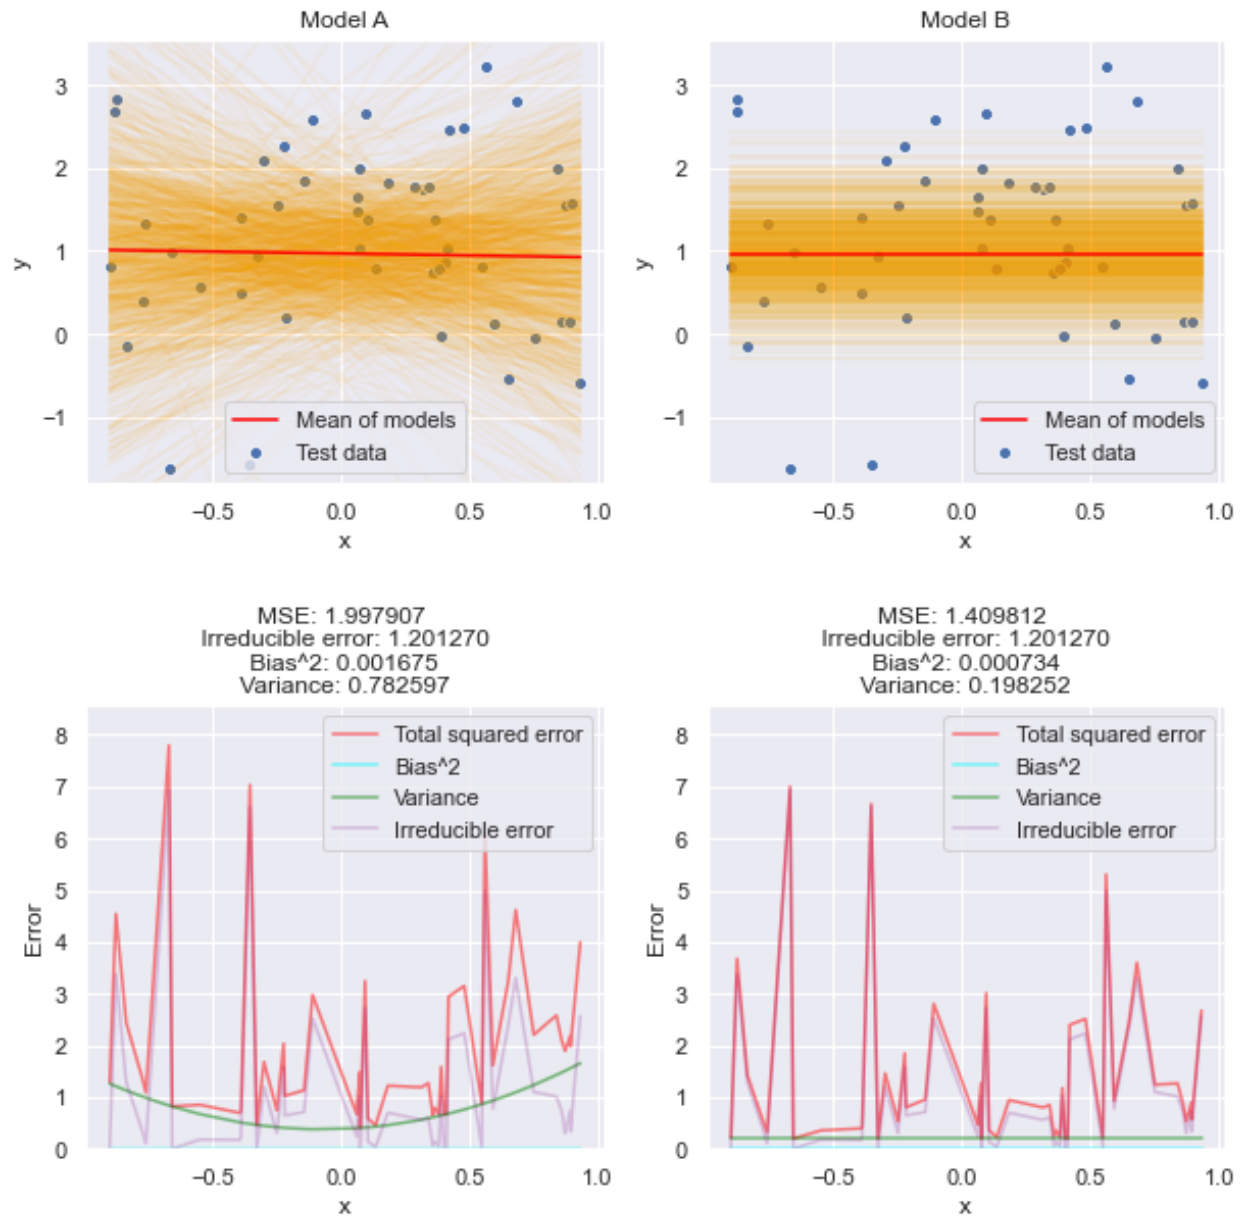 Model A
Model B
y
3
2
1
0
−1
Mean of models
Test data
−0.5 0.0 0.5 1.0
x
y
3
2
1
0
−1
Mean of models
Test data
−0.5 0.0 0.5 1.0
x
MSE: 1.997907
Irreducible error: 1.201270
Bias^2: 0.001675
Variance: 0.782597
Error
8
7
6
5
4
3
2
1
0
Total squared error
Bias^2
Variance
Irreducible error
−0.5 0.0 0.5 1.0
x
MSE: 1.409812
Irreducible error: 1.201270
Bias^2: 0.000734
Variance: 0.198252
Error
8
7
6
5
4
3
2
1
0
Total squared error
Bias^2
Variance
Irreducible error
−0.5 0.0 0.5 1.0
x